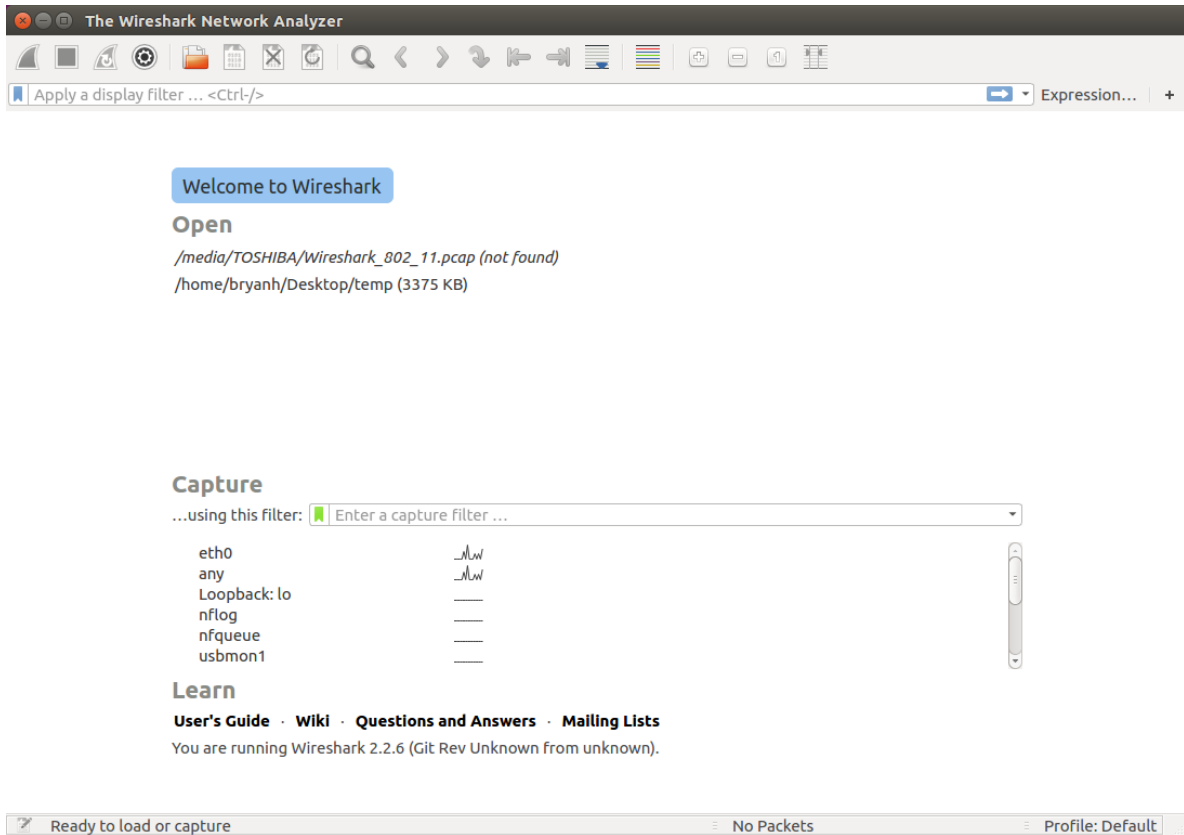 The Wireshark Network Analyzer
Apply a display filter … <Ctrl-/>
Expression… +
Welcome to Wireshark
Open
/media/TOSHIBA/Wireshark_802_11.pcap (not found)
/home/bryanh/Desktop/temp (3375 KB)
Capture
…using this filter: Enter a capture filter …
eth0
any
Loopback: lo
nflog
nfqueue
usbmon1
Learn
User's Guide · Wiki · Questions and Answers · Mailing Lists
You are running Wireshark 2.2.6 (Git Rev Unknown from unknown).
Ready to load or capture No Packets Profile: Default